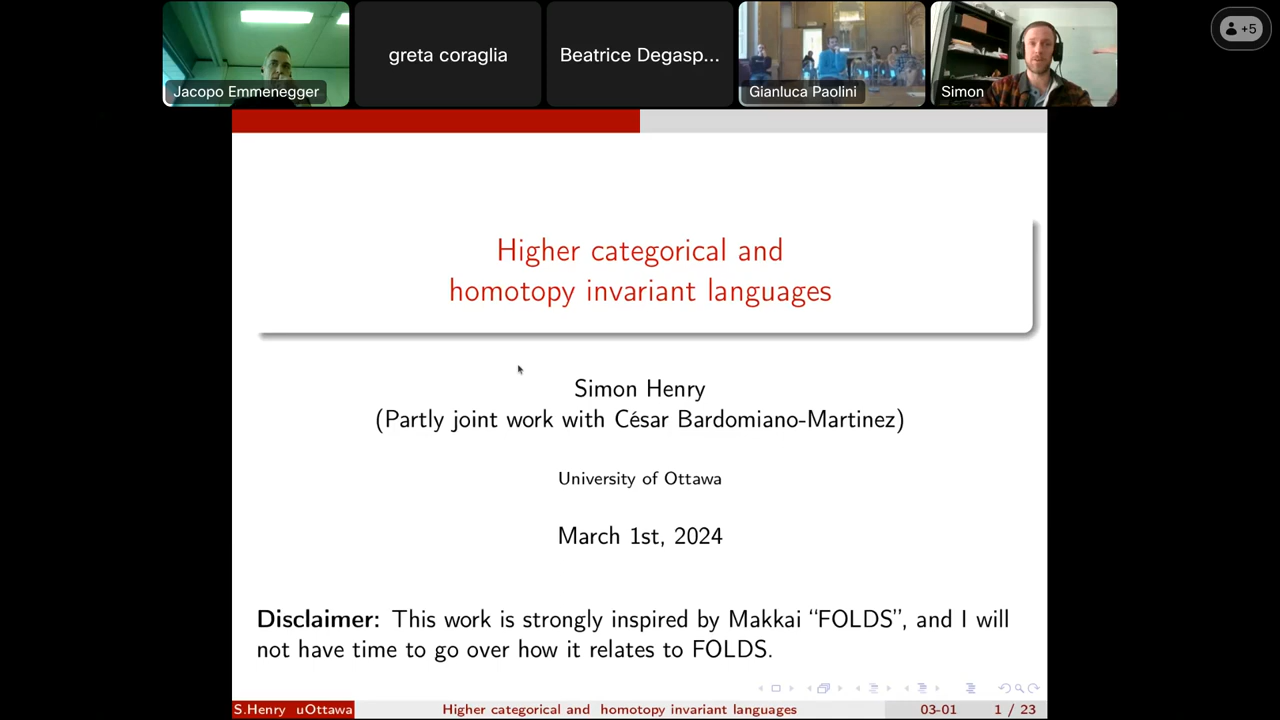 Jacopo Emmenegger
greta coraglia
Beatrice Degasp...
Gianluca Paolini
Simon
+5
Higher categorical and
homotopy invariant languages
Simon Henry
(Partly joint work with César Bardomiano-Martinez)
University of Ottawa
March 1st, 2024
Disclaimer: This work is strongly inspired by Makkai “FOLDS”, and I will
not have time to go over how it relates to FOLDS.
S.Henry uOttawa Higher categorical and homotopy invariant languages 03-01 1 / 23